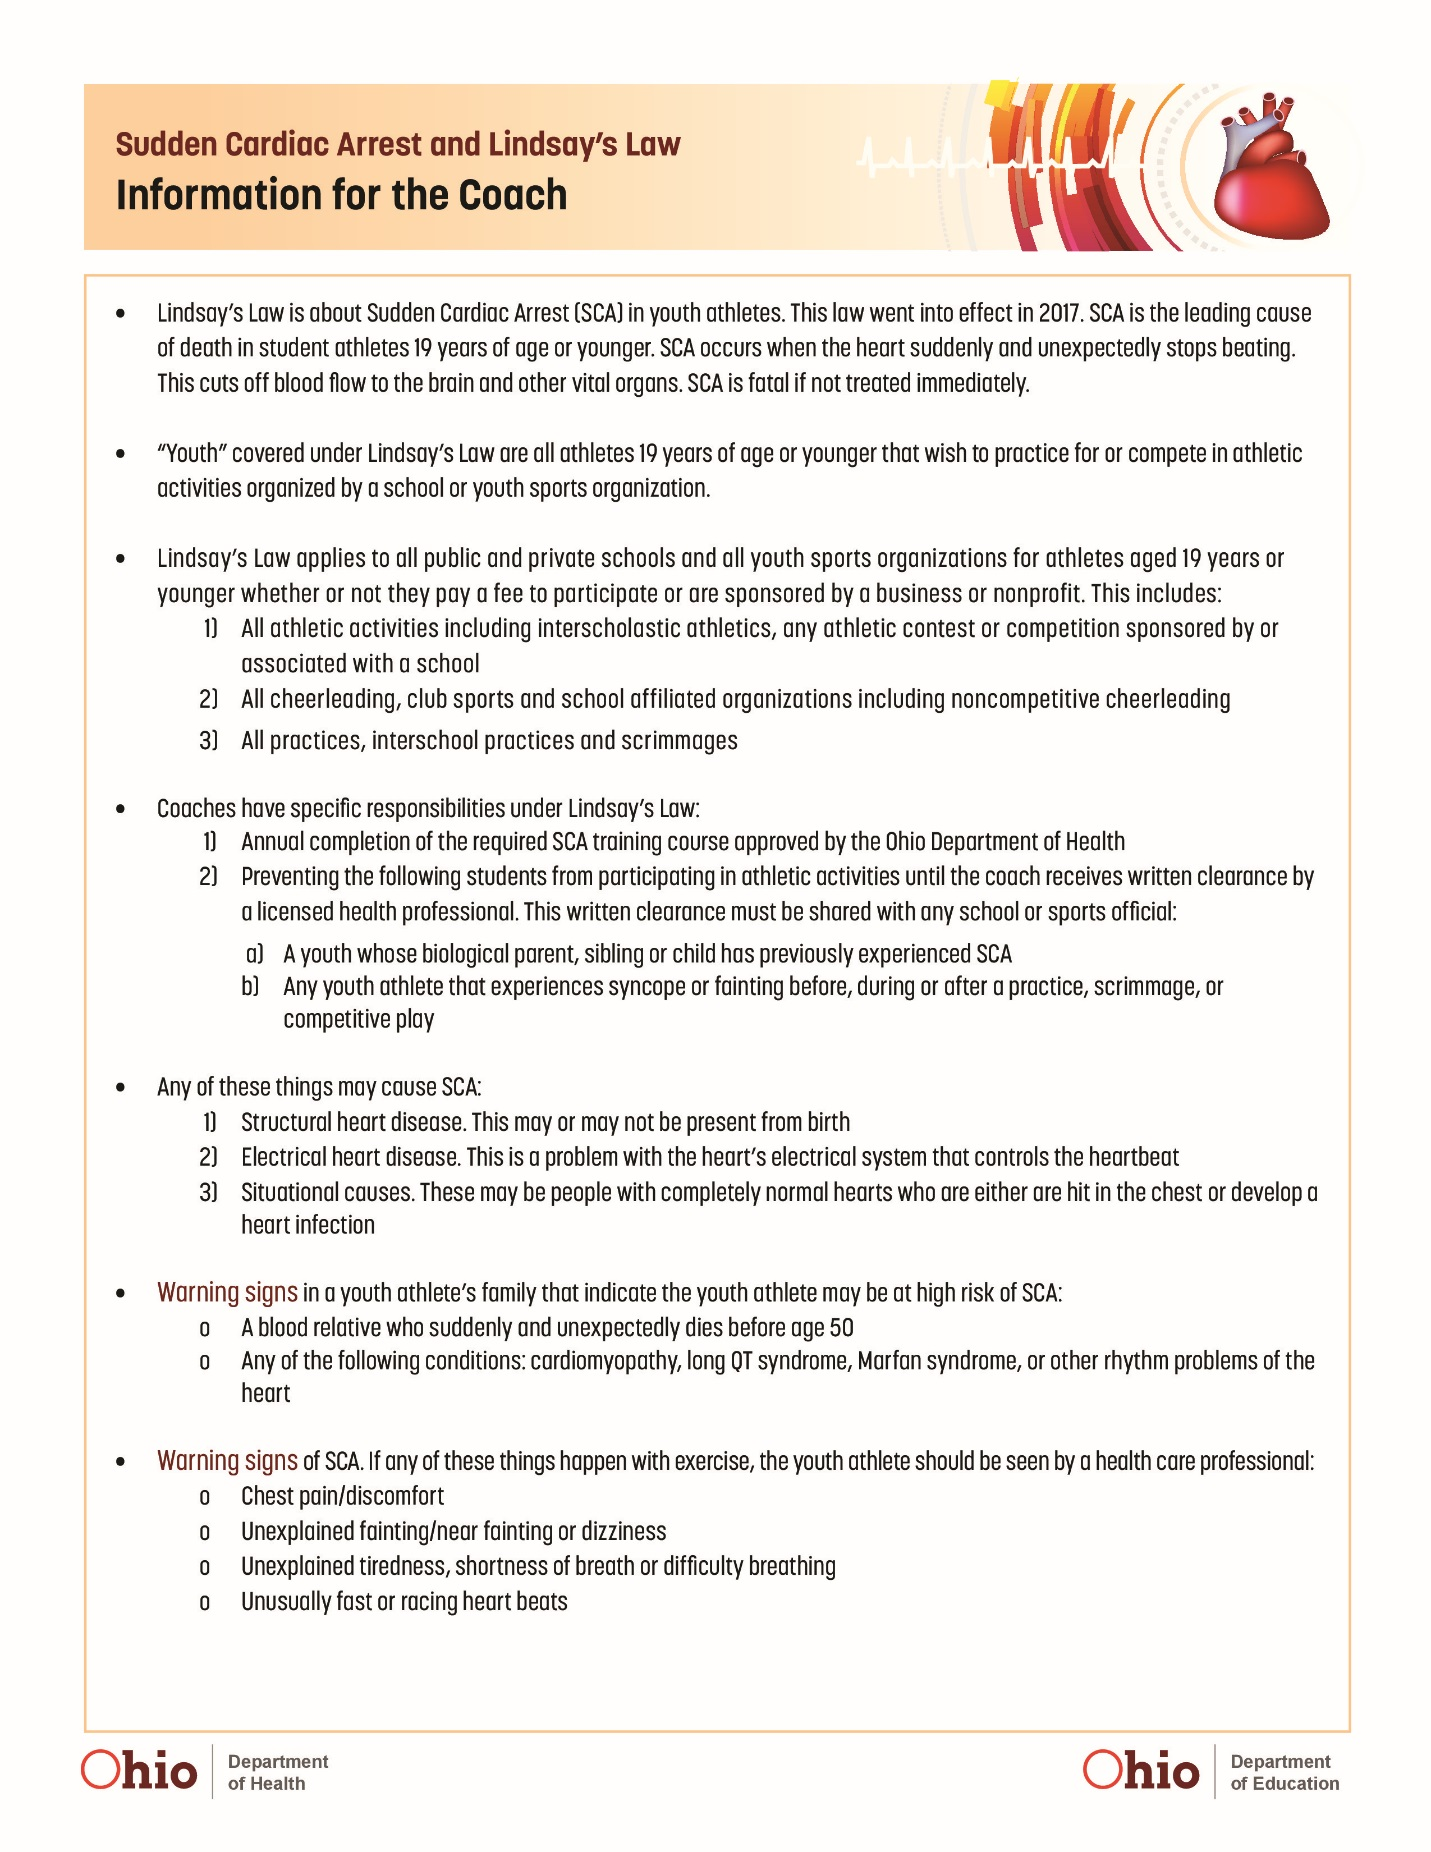 Sudden Cardiac Arrest and Lindsay’s Law
Information for the Coach
• Lindsay’s Law is about Sudden Cardiac Arrest (SCA) in youth athletes. This law went into effect in 2017. SCA is the leading cause
of death in student athletes 19 years of age or younger. SCA occurs when the heart suddenly and unexpectedly stops beating.
This cuts off blood flow to the brain and other vital organs. SCA is fatal if not treated immediately.
• “Youth” covered under Lindsay’s Law are all athletes 19 years of age or younger that wish to practice for or compete in athletic
activities organized by a school or youth sports organization.
• Lindsay’s Law applies to all public and private schools and all youth sports organizations for athletes aged 19 years or
younger whether or not they pay a fee to participate or are sponsored by a business or nonprofit. This includes:
1) All athletic activities including interscholastic athletics, any athletic contest or competition sponsored by or
associated with a school
2) All cheerleading, club sports and school affiliated organizations including noncompetitive cheerleading
3) All practices, interschool practices and scrimmages
• Coaches have specific responsibilities under Lindsay’s Law:
1) Annual completion of the required SCA training course approved by the Ohio Department of Health
2) Preventing the following students from participating in athletic activities until the coach receives written clearance by
a licensed health professional. This written clearance must be shared with any school or sports official:
a) A youth whose biological parent, sibling or child has previously experienced SCA
b) Any youth athlete that experiences syncope or fainting before, during or after a practice, scrimmage, or
competitive play
• Any of these things may cause SCA:
1) Structural heart disease. This may or may not be present from birth
2) Electrical heart disease. This is a problem with the heart’s electrical system that controls the heartbeat
3) Situational causes. These may be people with completely normal hearts who are either are hit in the chest or develop a
heart infection
• Warning signs in a youth athlete’s family that indicate the youth athlete may be at high risk of SCA:
o A blood relative who suddenly and unexpectedly dies before age 50
o Any of the following conditions: cardiomyopathy, long QT syndrome, Marfan syndrome, or other rhythm problems of the
heart
• Warning signs of SCA. If any of these things happen with exercise, the youth athlete should be seen by a health care professional:
o Chest pain/discomfort
o Unexplained fainting/near fainting or dizziness
o Unexplained tiredness, shortness of breath or difficulty breathing
o Unusually fast or racing heart beats
Ohio Department
of Health
Ohio Department
of Education